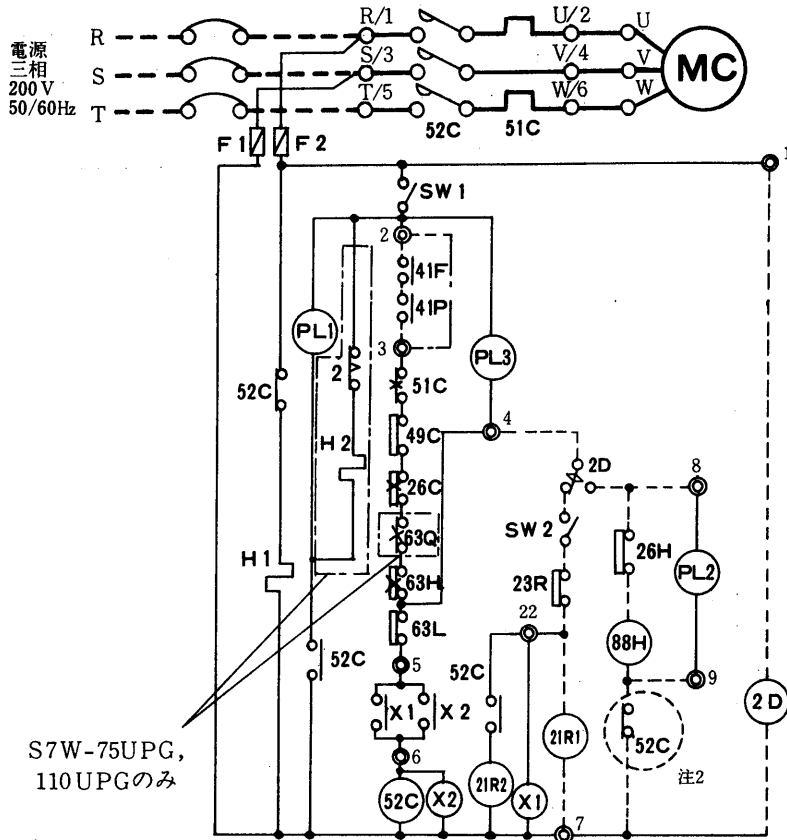 電源
三相
200V
50/60Hz
R
S
T
R/1
S/3
T/5
U/2
V/4
W/6
U
V
W
MC
52C
51C
F1
F2
1
SW1
2
41F
41P
3
PL1
PL3
2
51C
4
52C
49C
H2
2D
8
26C
SW2
26H
63Q
PL2
H1
63H
23R
63L
22
88H
52C
5
52C
9
X1
X2
2D
21R1
52C
S7W-75UPG,
110UPGのみ
6
注2
52C
X2
21R2
X1
7